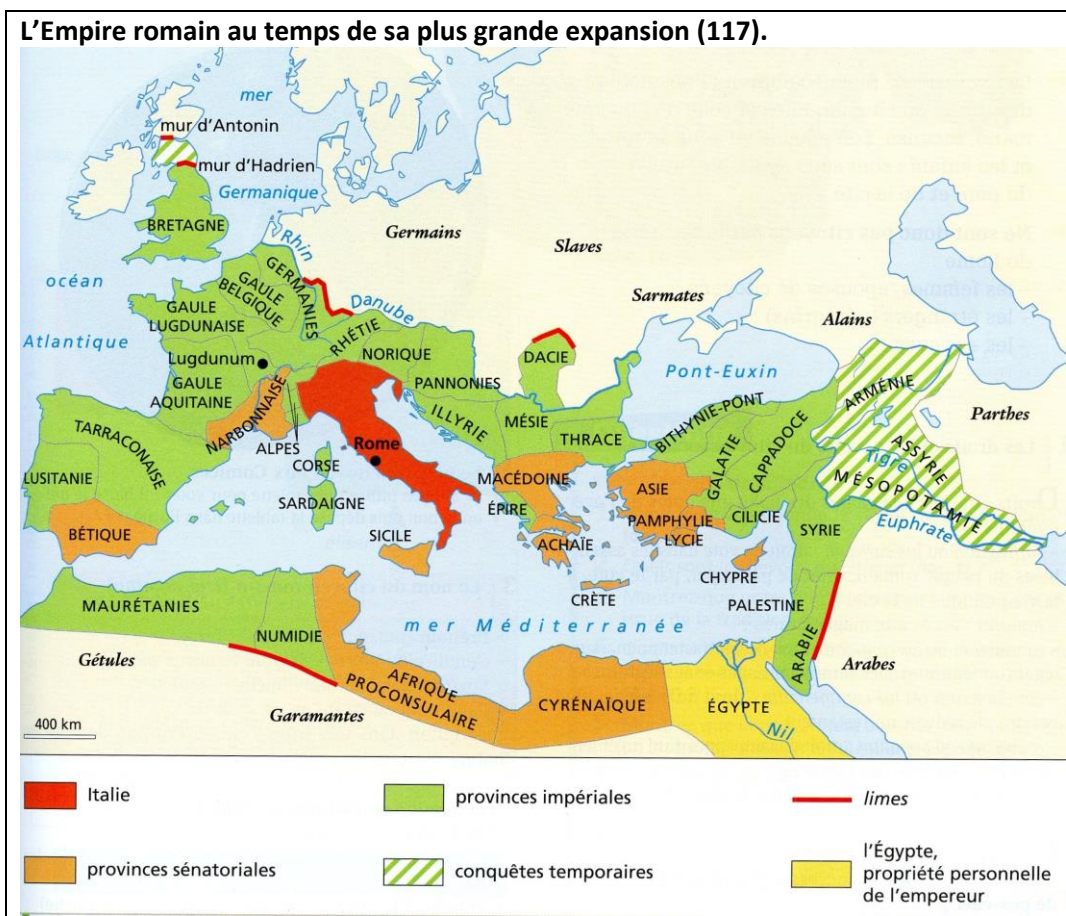 L’Empire romain au temps de sa plus grande expansion (117).
mer
mur d’Antonin
mur d’Hadrien
Germanique
BRETAGNE
Rhin
Germains
Slaves
océan
Atlantique
GERMANIES
GAULE
BELGIQUE
GAULE
LUGDUNAISE
Danube
Sarmates
Alains
RHÉTIE
NORIQUE
DACIE
Lugdunum
Pont-Euxin
GAULE
AQUITAINE
NARBONNAISE
PANNONIES
ARMÉNIE
Parthes
TARRACONAISE
ALPES
ILLYRIE
MÉSIE
BITHYNIE-PONT
THRACE
ASSYRIE
Rome
CORSE
GALATIE
CAPPADOCE
Tigre
LUSITANIE
SARDAIGNE
MACÉDOINE
ASIE
MÉSOPOTAMIE
ÉPIRE
BÉTIQUE
SICILE
PAMPHYLIE
LYCIE
CILICIE
SYRIE
Euphrate
ACHAÏE
CHYPRE
CRÈTE
MAURÉTANIES
PALESTINE
mer Méditerranée
NUMIDIE
Gétules
ARABIE
Arabes
AFRIQUE
PROCONSULAIRE
CYRÉNAÏQUE
ÉGYPTE
Garamantes
Nil
400 km
Italie
provinces impériales
limes
provinces sénatoriales
conquêtes temporaires
l’Égypte,
propriété personnelle
de l’empereur